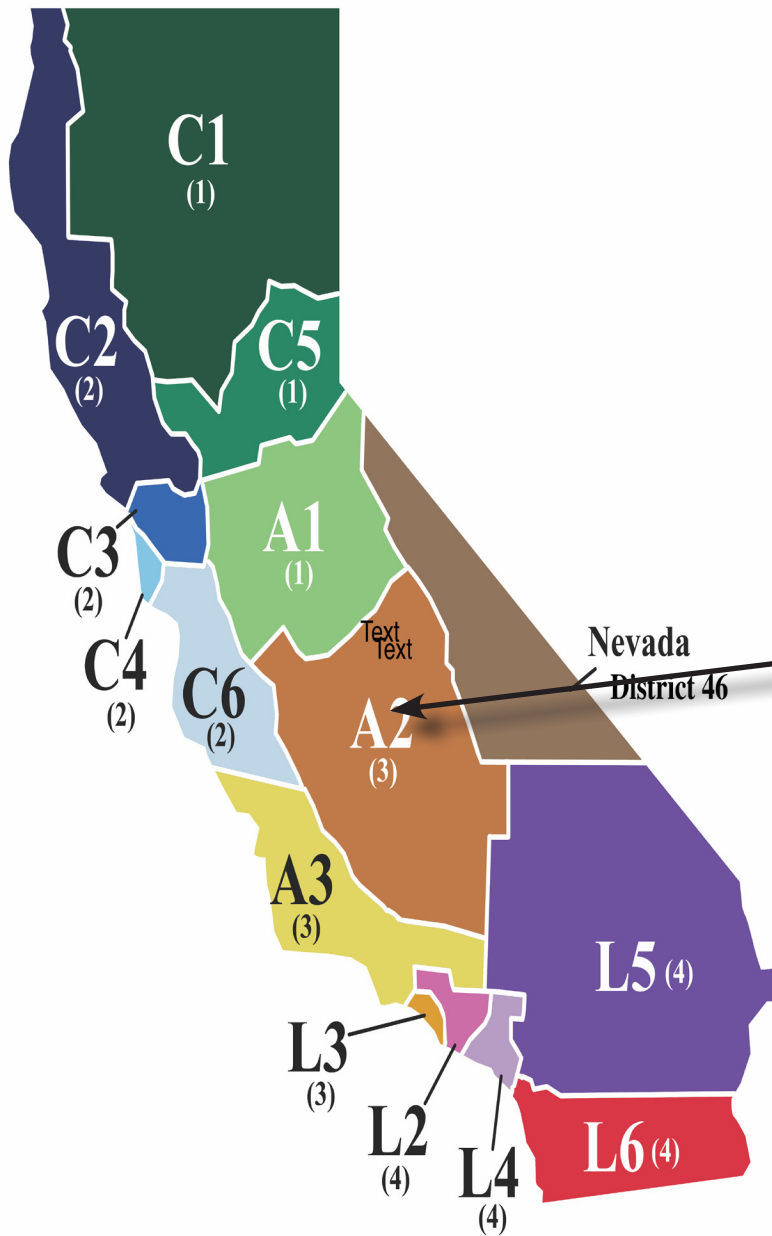 C1
(1)
C2
(2)
C5
(1)
A1
(1)
C3
(2)
C4
(2)
C6
(2)
Text
Text
Nevada
District 46
A2
(3)
A3
(3)
L5 (4)
L3
(3)
L2
(4)
L4
(4)
L6 (4)